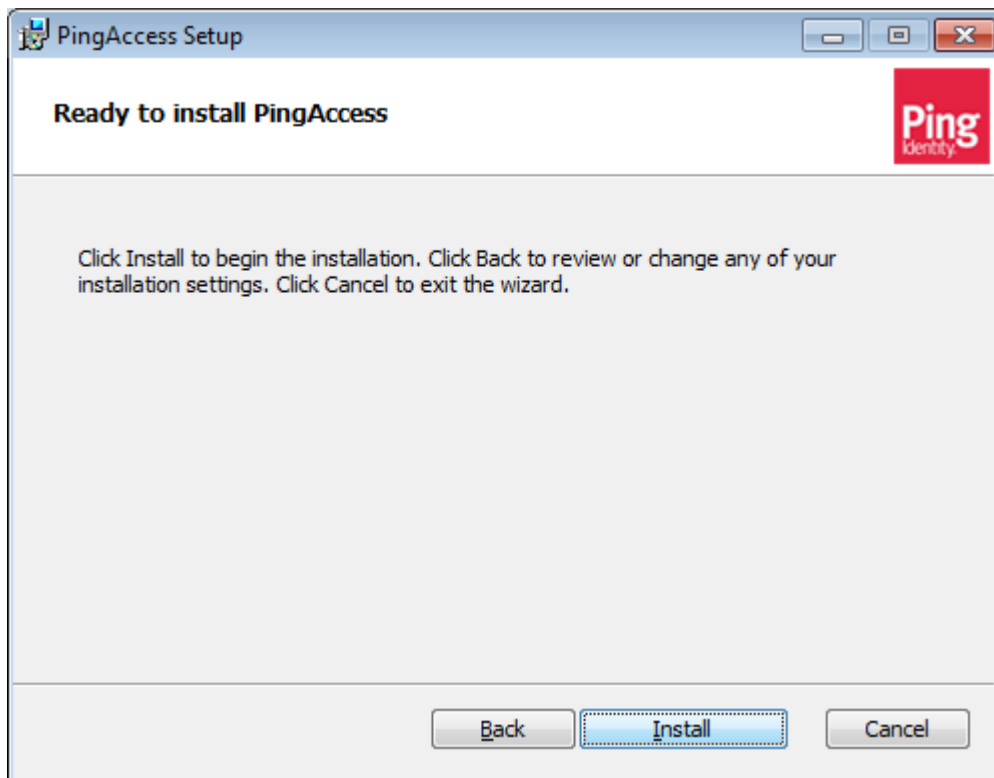 PingAccess Setup
Ready to install PingAccess
Ping
Identity.
Click Install to begin the installation. Click Back to review or change any of your
installation settings. Click Cancel to exit the wizard.
Back
Install
Cancel